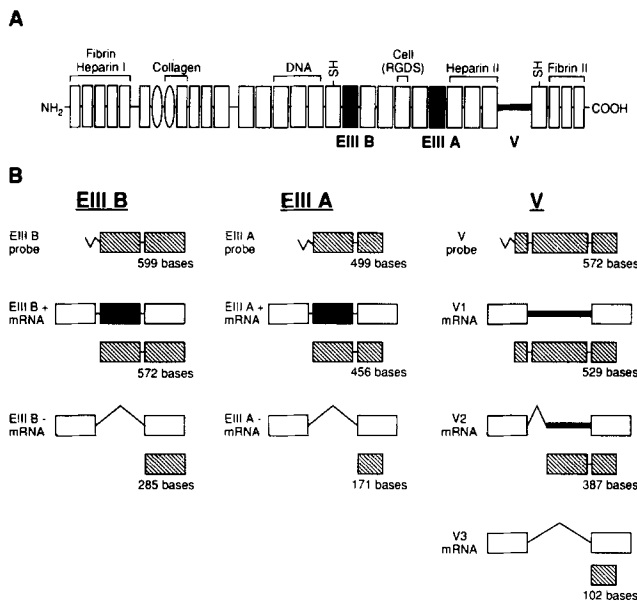 A
Fibrin
Heparin I
Collagen
DNA
SH
Cell
(RGDS)
Heparin II
SH
Fibrin II
NH2
COOH
EIII B
EIII A
V
B
EIII B
EIII A
V
EIII B
probe
599 bases
EIII A
probe
499 bases
V
probe
572 bases
EIII B +
mRNA
572 bases
EIII A +
mRNA
456 bases
V1
mRNA
529 bases
EIII B -
mRNA
285 bases
EIII A -
mRNA
171 bases
V2
mRNA
387 bases
V3
mRNA
102 bases